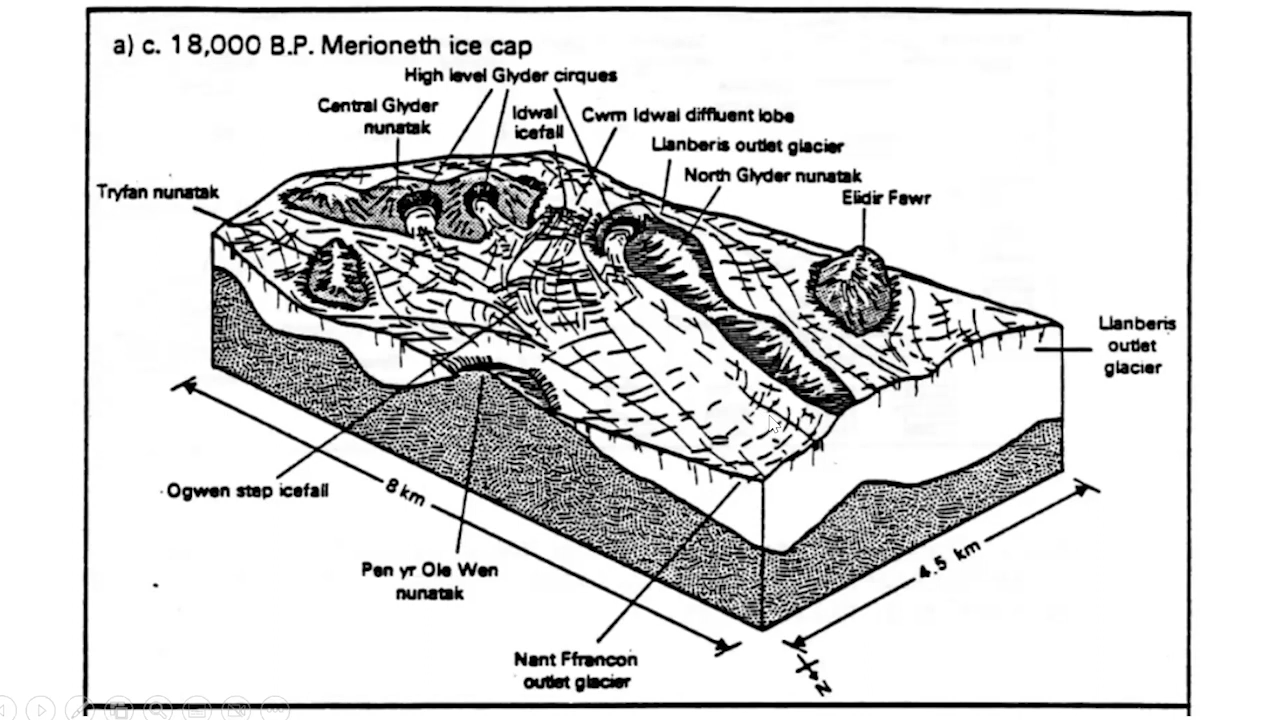 a) c. 18,000 B.P. Merioneth ice cap
High level Glyder cirques
Central Glyder
nunatak
Idwal
icefall
Cwm Idwal diffluent lobe
Llanberis outlet glacier
North Glyder nunatak
Tryfan nunatak
Elidir Fawr
Llanberis
outlet
glacier
Ogwen step icefall
8 km
4.5 km
Pen yr Ole Wen
nunatak
Nant Ffrancon
outlet glacier
N